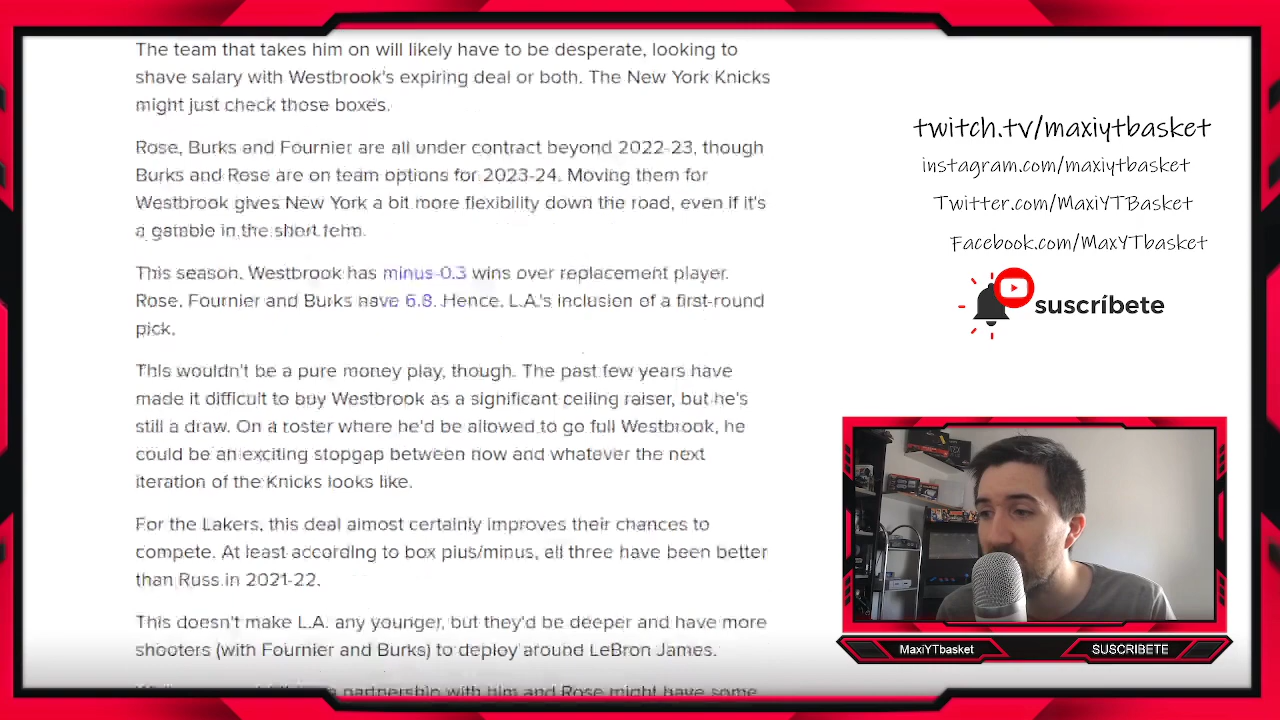 The team that takes him on will likely have to be desperate, looking to
shave salary with Westbrook's expiring deal or both. The New York Knicks
might just check those boxes.
Rose, Burks and Fournier are all under contract beyond 2022-23, though
Burks and Rose are on team options for 2023-24. Moving them for
Westbrook gives New York a bit more flexibility down the road, even if it's
a gamble in the short term.
This season, Westbrook has minus-0.3 wins over replacement player.
Rose, Fournier and Burks have 6.8. Hence, L.A.'s inclusion of a first-round
pick.
This wouldn't be a pure money play, though. The past few years have
made it difficult to buy Westbrook as a significant ceiling raiser, but he's
still a draw. On a roster where he'd be allowed to go full Westbrook, he
could be an exciting stopgap between now and whatever the next
iteration of the Knicks looks like.
For the Lakers, this deal almost certainly improves their chances to
compete. At least according to box plus/minus, all three have been better
than Russ in 2021-22.
This doesn't make L.A. any younger, but they'd be deeper and have more
shooters (with Fournier and Burks) to deploy around LeBron James.
partnership with him and Rose might have some
twitch.tv/maxiytbasket
instagram.com/maxiytbasket
Twitter.com/MaxiYTBasket
Facebook.com/MaxYTbasket
suscríbete
MaxiYTbasket
SUSCRIBETE